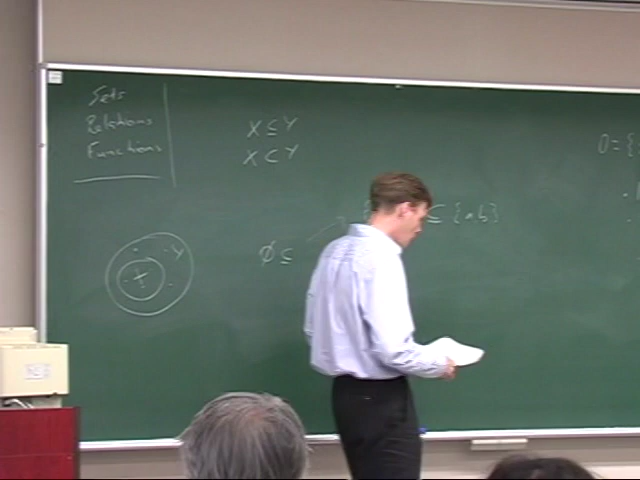 Sets
Relations
Functions
X ⊆ Y
X ⊂ Y
Y
X
∅ ⊆
⊆ {a,b}
0 = {